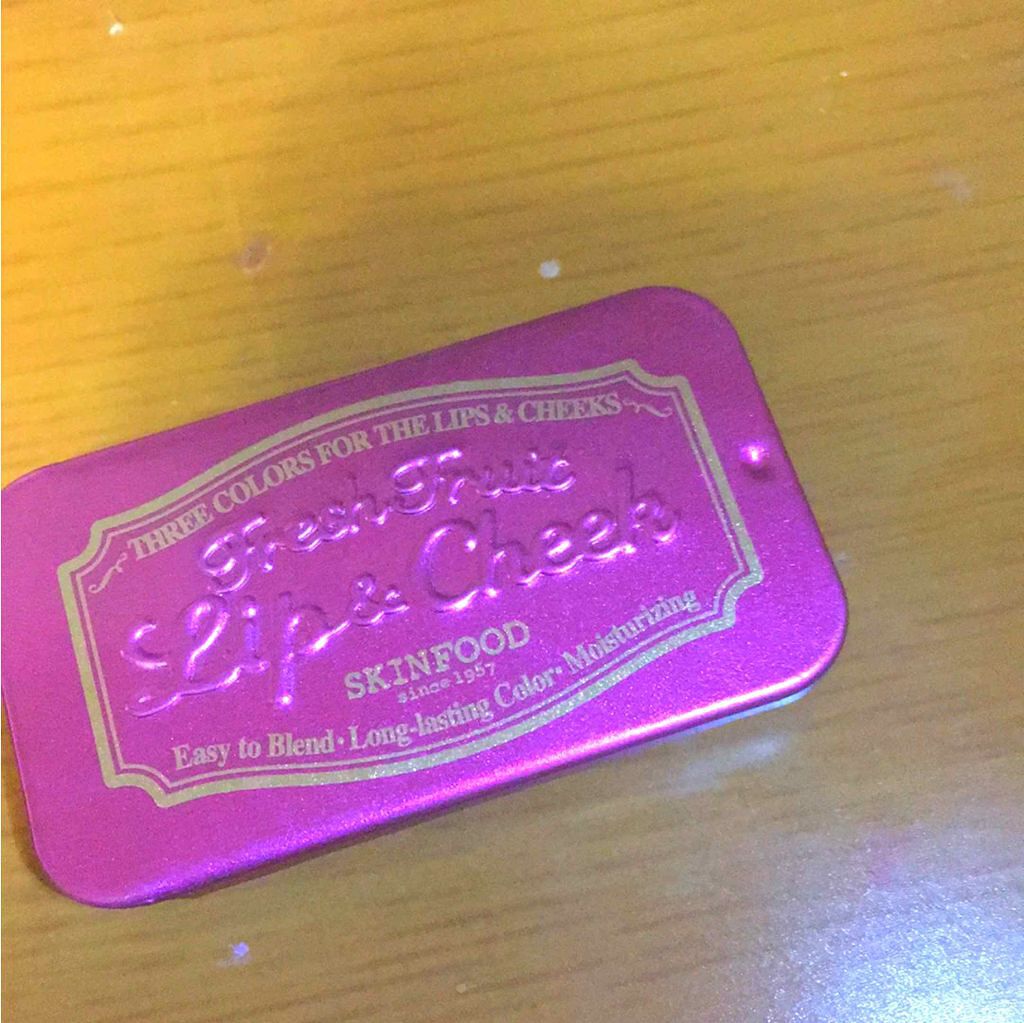 THREE COLORS FOR THE LIPS & CHEEKS
Fresh Fruit
Lip & Cheek
SKINFOOD
since 1957
Easy to Blend · Long-lasting Color · Moisturizing